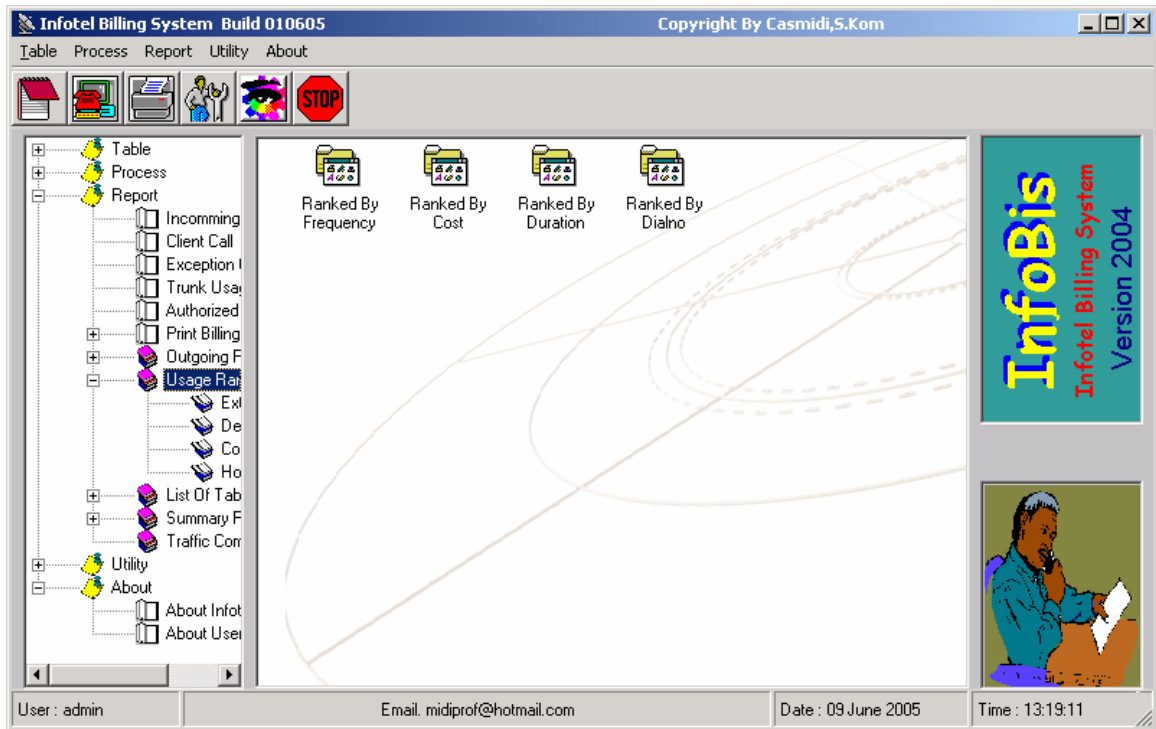 Infotel Billing System Build 010605 Copyright By Casmidi,S.Kom
Table Process Report Utility About
STOP
Table
Process
Report
Incomming
Client Call
Exception
Trunk Usag
Authorized
Print Billing
Outgoing F
Usage Ran
Ext
De
Co
Ho
List Of Tab
Summary F
Traffic Com
Utility
About
About Infot
About User
Ranked By
Frequency
Ranked By
Cost
Ranked By
Duration
Ranked By
Dialno
InfoBis
Infotel Billing System
Version 2004
User : admin
Email. midiprof@hotmail.com
Date : 09 June 2005
Time : 13:19:11